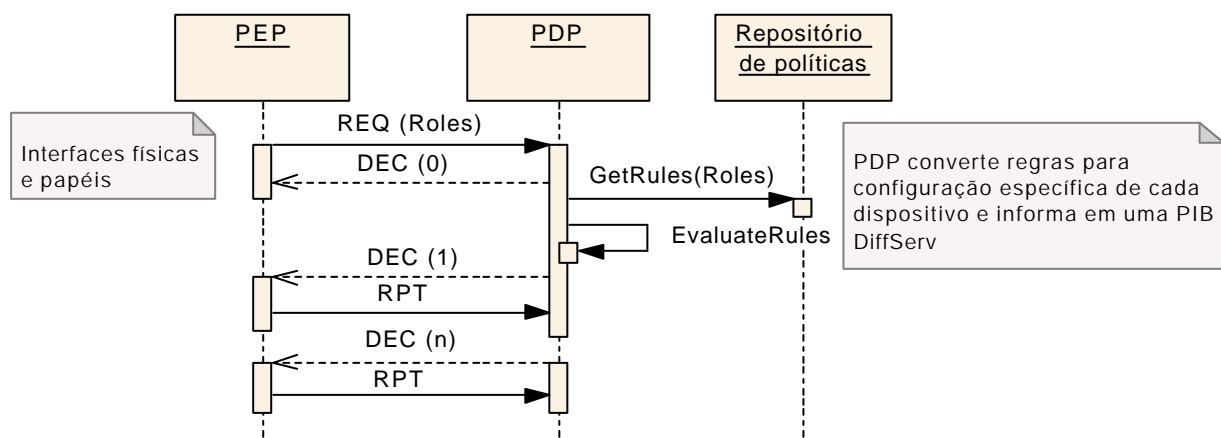 PEP
PDP
Repositório
de políticas
Interfaces físicas
e papéis
REQ (Roles)
DEC (0)
GetRules(Roles)
EvaluateRules
PDP converte regras para
configuração específica de cada
dispositivo e informa em uma PIB
DiffServ
DEC (1)
RPT
DEC (n)
RPT